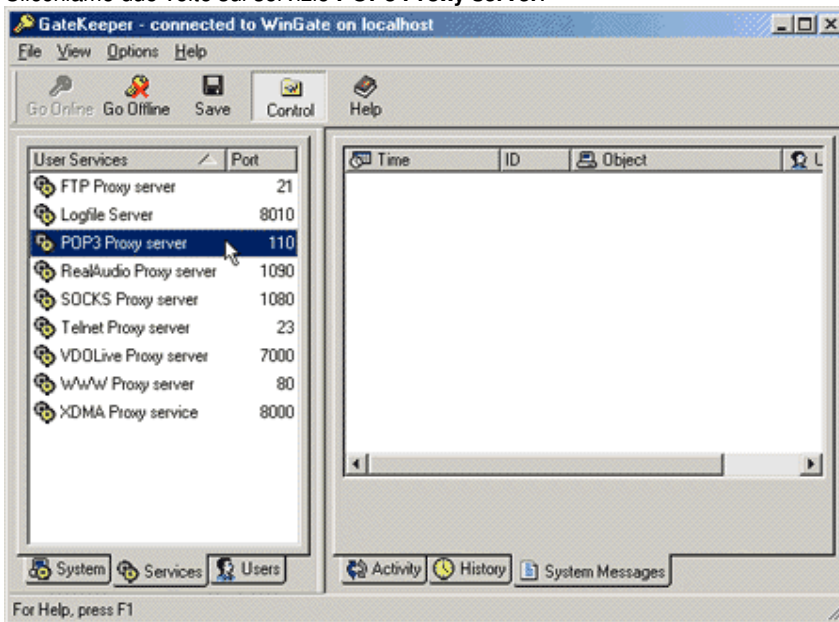 GateKeeper - connected to WinGate on localhost
File View Options Help
Go Online Go Offline Save Control Help
User Services Port
FTP Proxy server 21
Logfile Server 8010
POP3 Proxy server 110
RealAudio Proxy server 1090
SOCKS Proxy server 1080
Telnet Proxy server 23
VDOLive Proxy server 7000
WWW Proxy server 80
XDMA Proxy service 8000
Time ID Object
System Services Users
Activity History System Messages
For Help, press F1